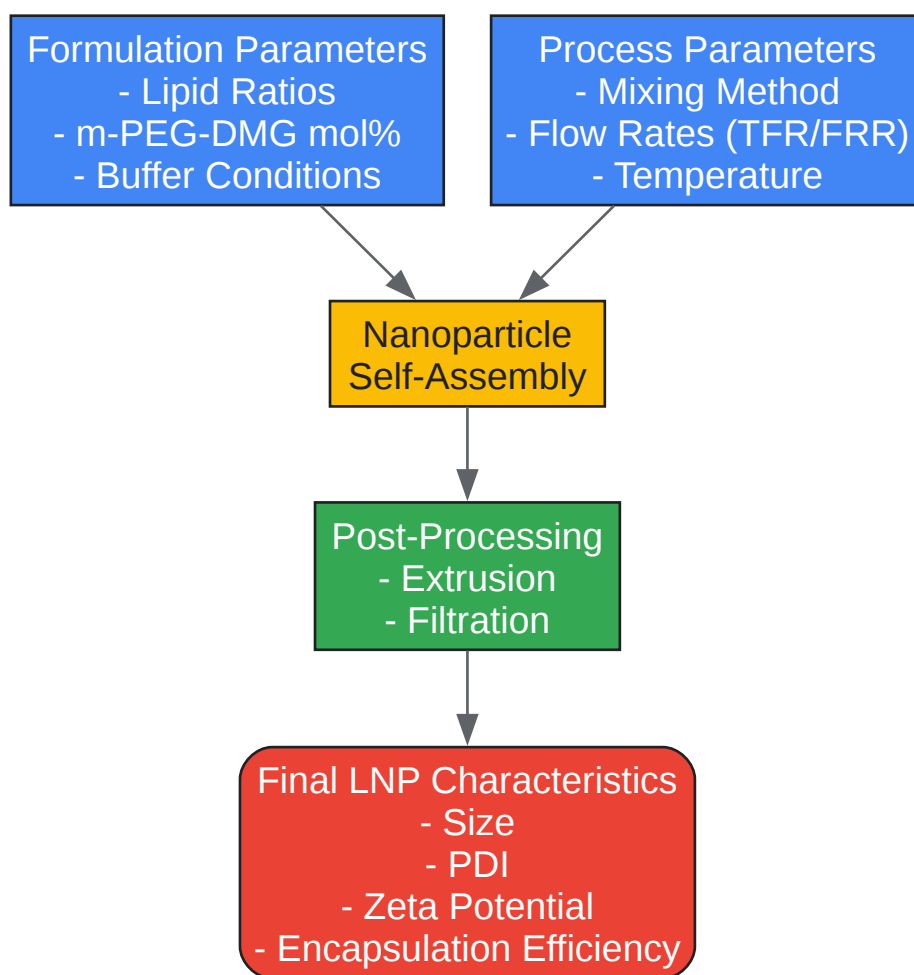 Formulation Parameters
- Lipid Ratios
- m-PEG-DMG mol%
- Buffer Conditions
Process Parameters
- Mixing Method
- Flow Rates (TFR/FRR)
- Temperature
Nanoparticle
Self-Assembly
Post-Processing
- Extrusion
- Filtration
Final LNP Characteristics
- Size
- PDI
- Zeta Potential
- Encapsulation Efficiency